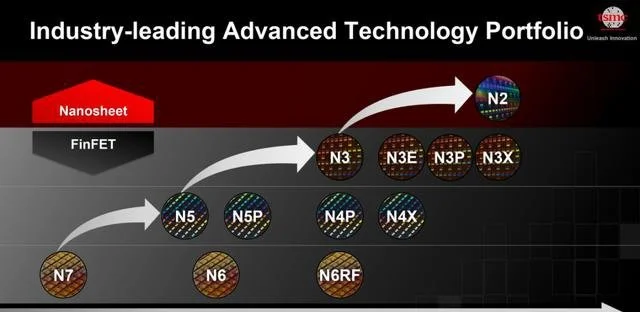 Industry-leading Advanced Technology Portfolio
tsmc
Unleash Innovation
Nanosheet
N2
FinFET
N3
N3E
N3P
N3X
N5
N5P
N4P
N4X
N7
N6
N6RF